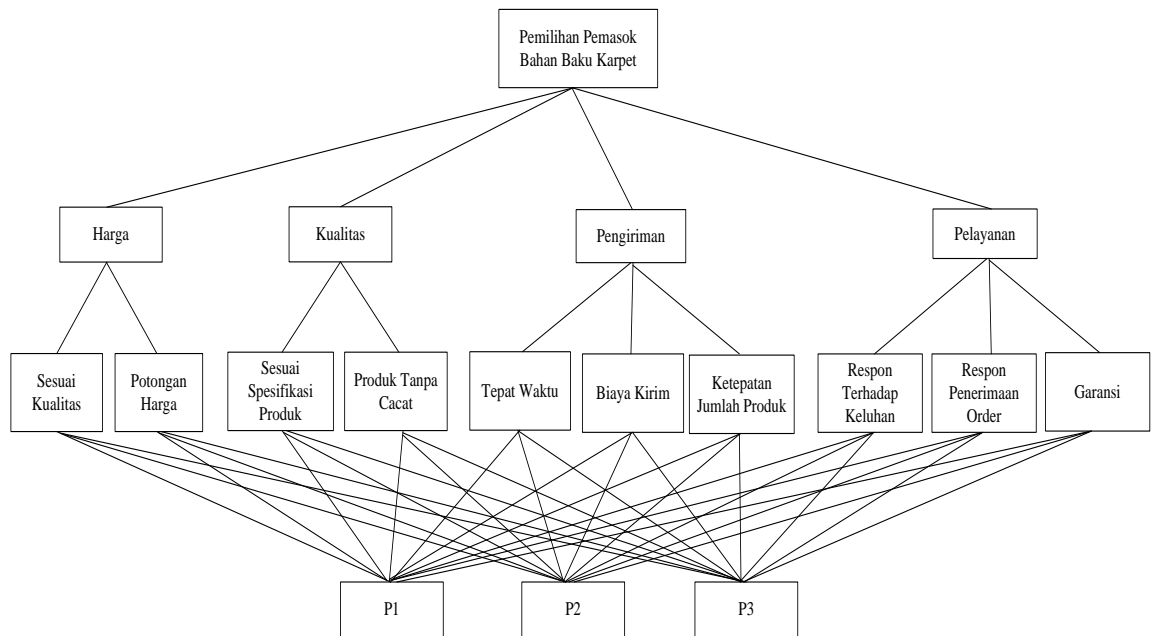 Pemilihan Pemasok
Bahan Baku Karpet
Harga
Kualitas
Pengiriman
Pelayanan
Sesuai
Kualitas
Potongan
Harga
Sesuai
Spesifikasi
Produk
Produk Tanpa
Cacat
Tepat Waktu
Biaya Kirim
Ketepatan
Jumlah Produk
Respon
Terhadap
Keluhan
Respon
Penerimaan
Order
Garansi
P1
P2
P3